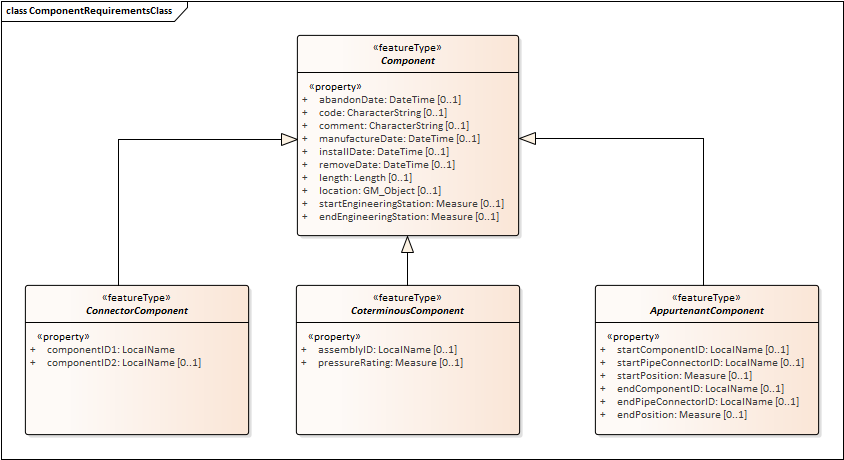 class ComponentRequirementsClass
«featureType»
Component
«property»
+ abandonDate: DateTime [0..1]
+ code: CharacterString [0..1]
+ comment: CharacterString [0..1]
+ manufactureDate: DateTime [0..1]
+ installDate: DateTime [0..1]
+ removeDate: DateTime [0..1]
+ length: Length [0..1]
+ location: GM_Object [0..1]
+ startEngineeringStation: Measure [0..1]
+ endEngineeringStation: Measure [0..1]
«featureType»
ConnectorComponent
«property»
+ componentID1: LocalName
+ componentID2: LocalName [0..1]
«featureType»
CoterminousComponent
«property»
+ assemblyID: LocalName [0..1]
+ pressureRating: Measure [0..1]
«featureType»
AppurtenantComponent
«property»
+ startComponentID: LocalName [0..1]
+ startPipeConnectorID: LocalName [0..1]
+ startPosition: Measure [0..1]
+ endComponentID: LocalName [0..1]
+ endPipeConnectorID: LocalName [0..1]
+ endPosition: Measure [0..1]